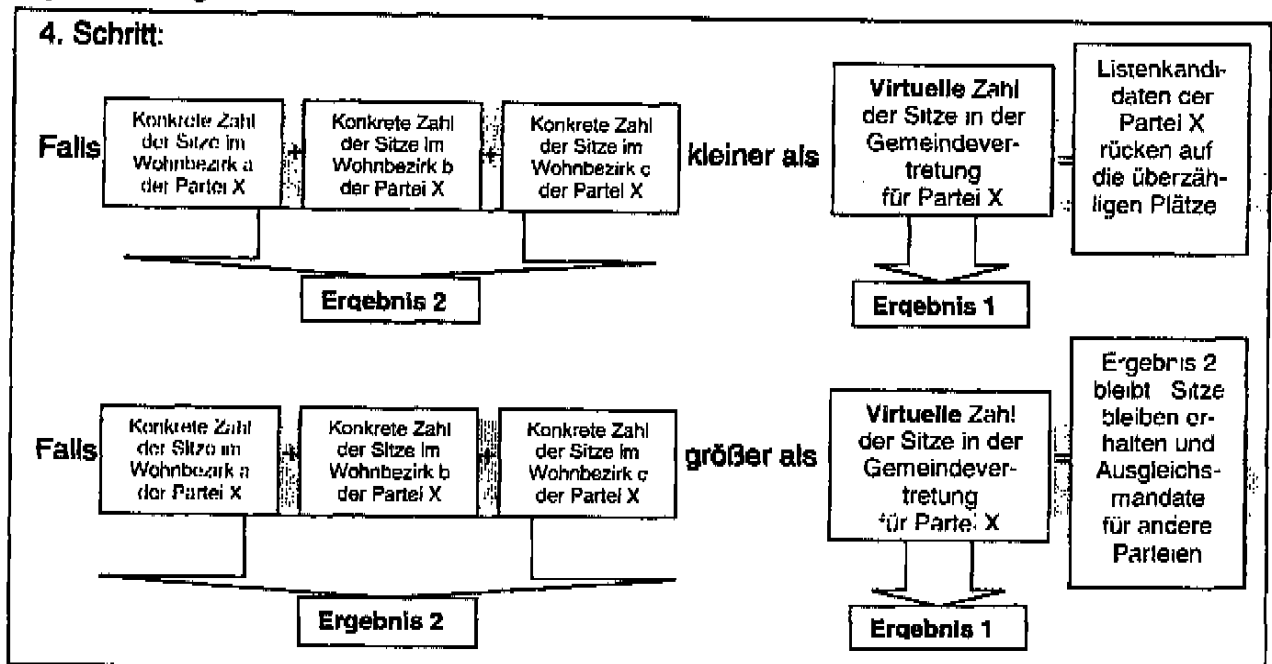 4. Schritt:
Falls
Konkrete Zahl
der Sitze im
Wohnbezirk a
der Partei X
+
Konkrete Zahl
der Sitze im
Wohnbezirk b
der Partei X
+
Konkrete Zahl
der Sitze im
Wohnbezirk c
der Partei X
kleiner als
Virtuelle Zahl
der Sitze in der
Gemeindever-
tretung
für Partei X
=
Listenkandi-
daten der
Partei X
rücken auf
die überzäh-
ligen Plätze
Ergebnis 2
Ergebnis 1
Falls
Konkrete Zahl
der Sitze im
Wohnbezirk a
der Partei X
+
Konkrete Zahl
der Sitze im
Wohnbezirk b
der Partei X
+
Konkrete Zahl
der Sitze im
Wohnbezirk c
der Partei X
größer als
Virtuelle Zahl
der Sitze in der
Gemeindever-
tretung
für Partei X
=
Ergebnis 2
bleibt Sitze
bleiben er-
halten und
Ausgleichs-
mandate
für andere
Parteien
Ergebnis 2
Ergebnis 1